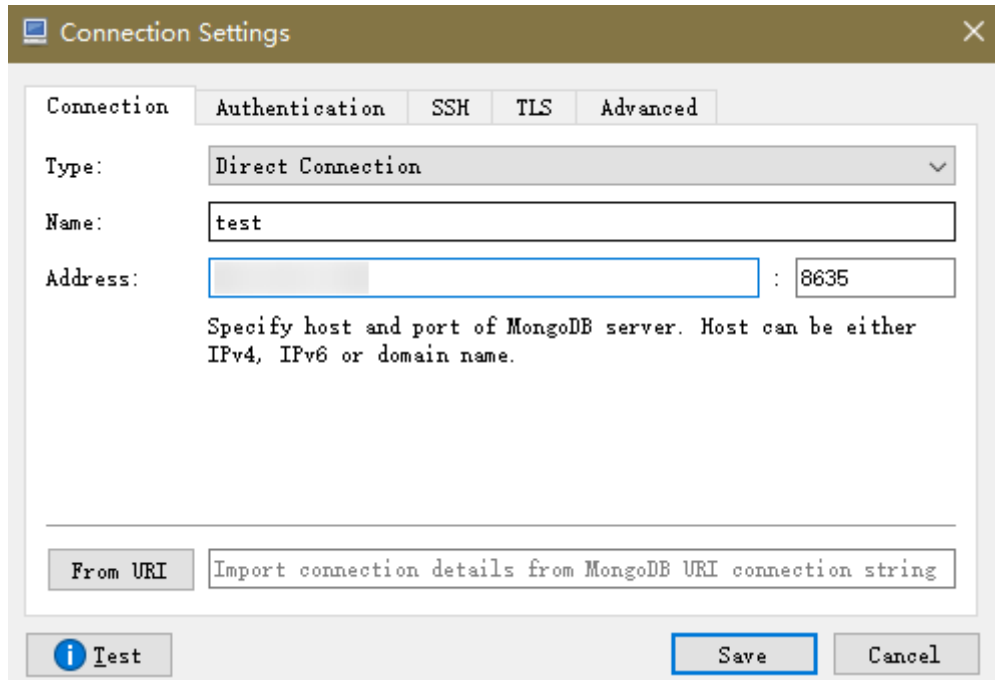 Connection Settings
Connection Authentication SSH TLS Advanced
Type: Direct Connection
Name: test
Address: : 8635
Specify host and port of MongoDB server. Host can be either
IPv4, IPv6 or domain name.
From URI Import connection details from MongoDB URI connection string
Test Save Cancel